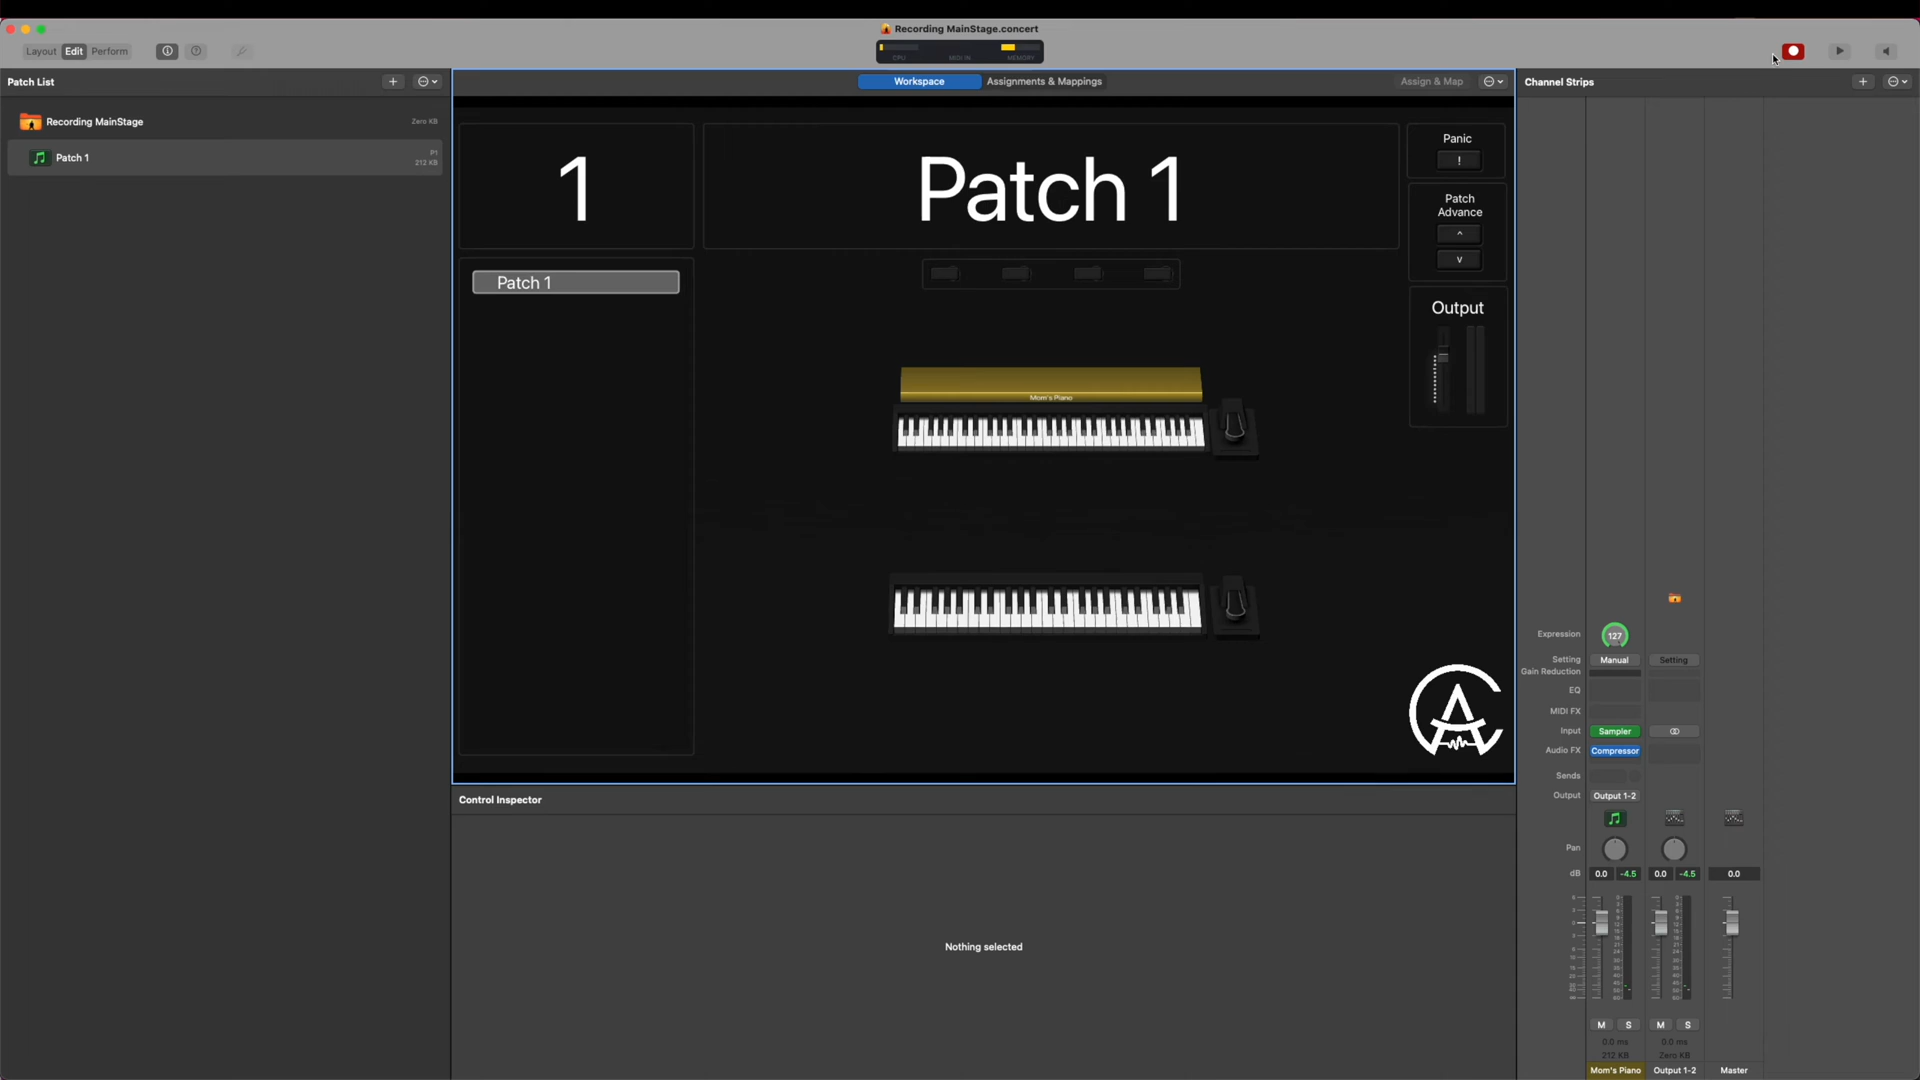 Recording MainStage.concert
Layout Edit Perform
CPU MIDI IN MEMORY
Patch List
Workspace Assignments & Mappings Assign & Map
Channel Strips
Recording MainStage Zero KB
Patch 1 P1
212 KB
1
Patch 1
Panic
!
Patch
Advance
^
v
Output
Patch 1
Mom's Piano
Expression 127
Setting Manual Setting
Gain Reduction
EQ
MIDI FX
Input Sampler
Audio FX Compressor
Sends
Output Output 1-2
Pan
dB 0.0 -4.5 0.0 -4.5 0.0
Control Inspector
Nothing selected
M S M S
0.0 ms 0.0 ms
212 KB Zero KB
Mom's Piano Output 1-2 Master